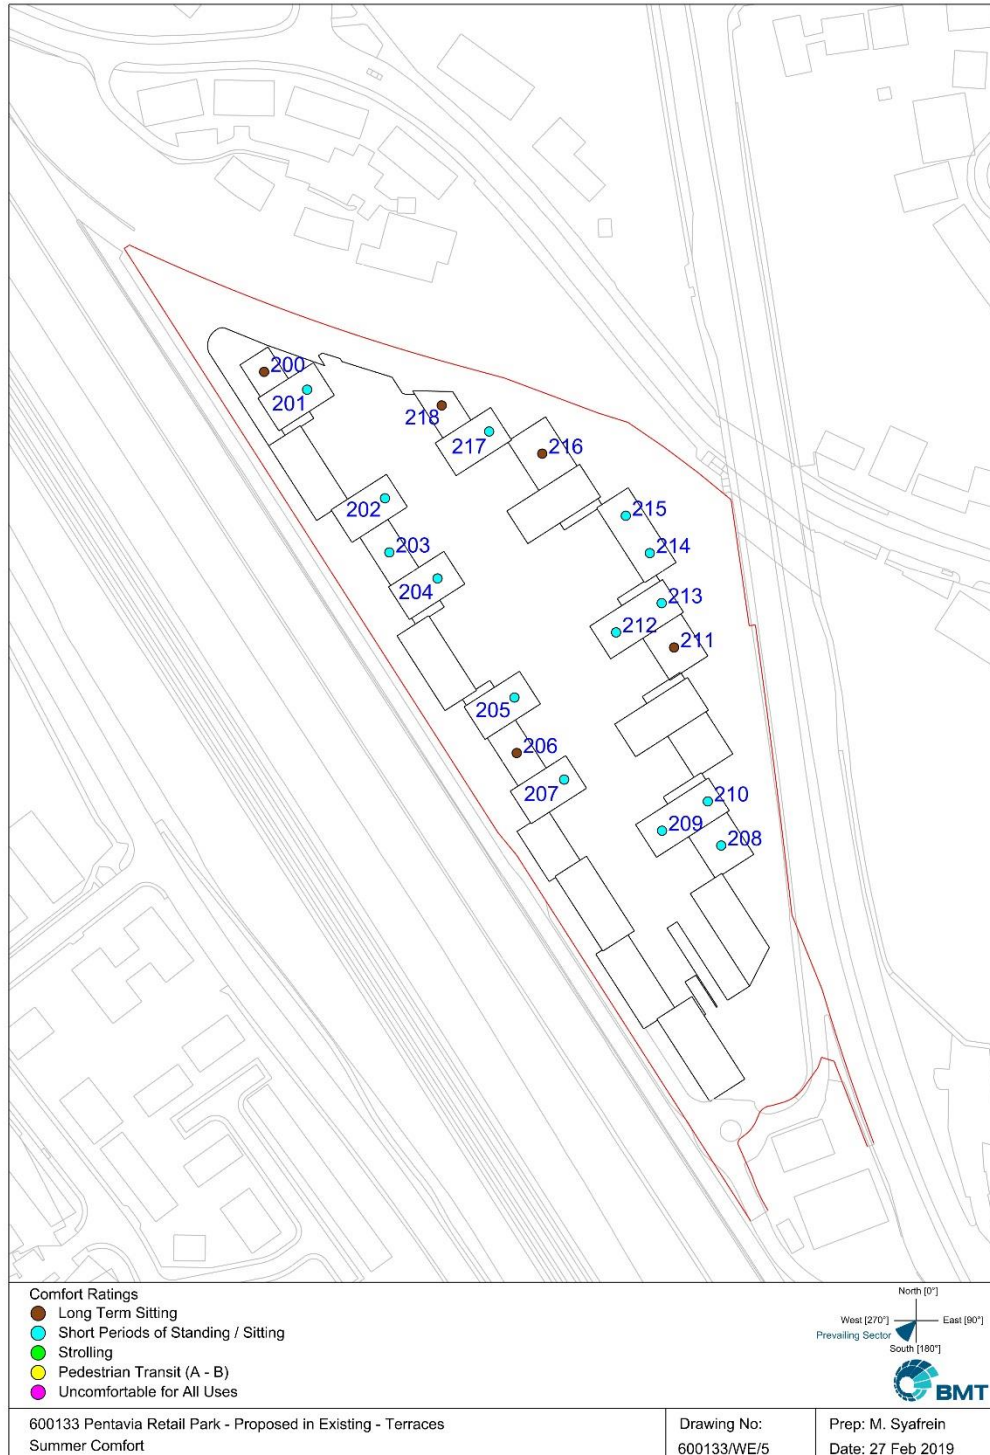 200
201
218
217
216
202
215
203
214
204
213
212
211
205
206
207
210
209
208
Comfort Ratings
Long Term Sitting
Short Periods of Standing / Sitting
Strolling
Pedestrian Transit (A - B)
Uncomfortable for All Uses
North [0°]
West [270°]
East [90°]
Prevailing Sector
South [180°]
BMT
600133 Pentavia Retail Park - Proposed in Existing - Terraces
Summer Comfort
Drawing No:
600133/WE/5
Prep: M. Syafrein
Date: 27 Feb 2019